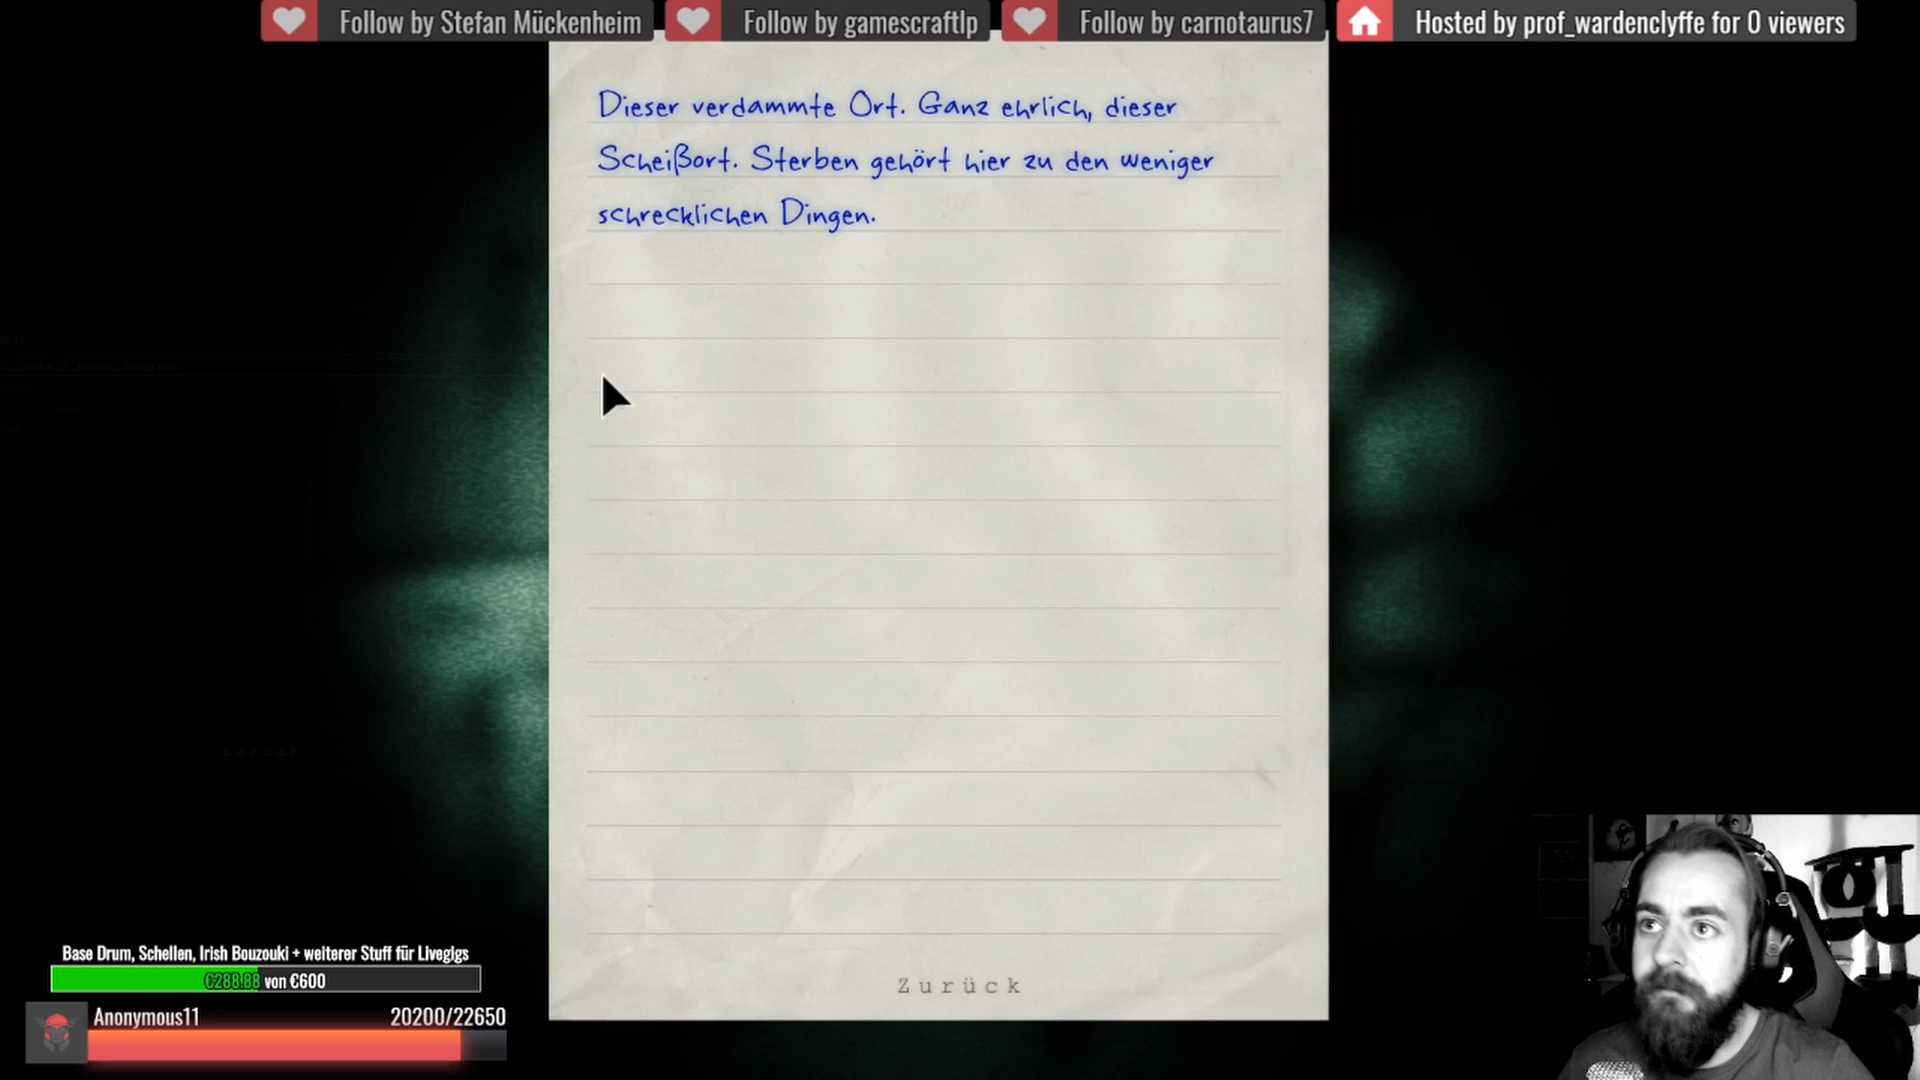 Follow by Stefan Mückenheim
Follow by gamescraftlp
Follow by carnotaurus7
Hosted by prof_wardenclyffe for 0 viewers
Dieser verdammte Ort. Ganz ehrlich, dieser
Scheißort. Sterben gehört hier zu den weniger
schrecklichen Dingen.
Zurück
Base Drum, Schellen, Irish Bouzouki + weiterer Stuff für Livegigs
€288.88 von €600
Anonymous11 20200/22650